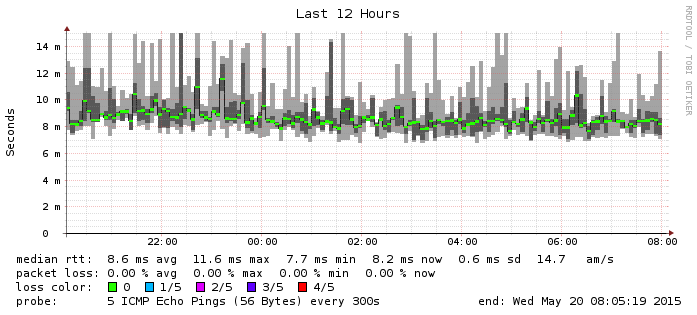 Last 12 Hours
RRDTOOL / TOBI OETIKER
Seconds
14 m
12 m
10 m
8 m
6 m
4 m
2 m
0
22:00 00:00 02:00 04:00 06:00 08:00
median rtt: 8.6 ms avg 11.6 ms max 7.7 ms min 8.2 ms now 0.6 ms sd 14.7 am/s
packet loss: 0.00 % avg 0.00 % max 0.00 % min 0.00 % now
loss color: 0 1/5 2/5 3/5 4/5
probe: 5 ICMP Echo Pings (56 Bytes) every 300s end: Wed May 20 08:05:19 2015